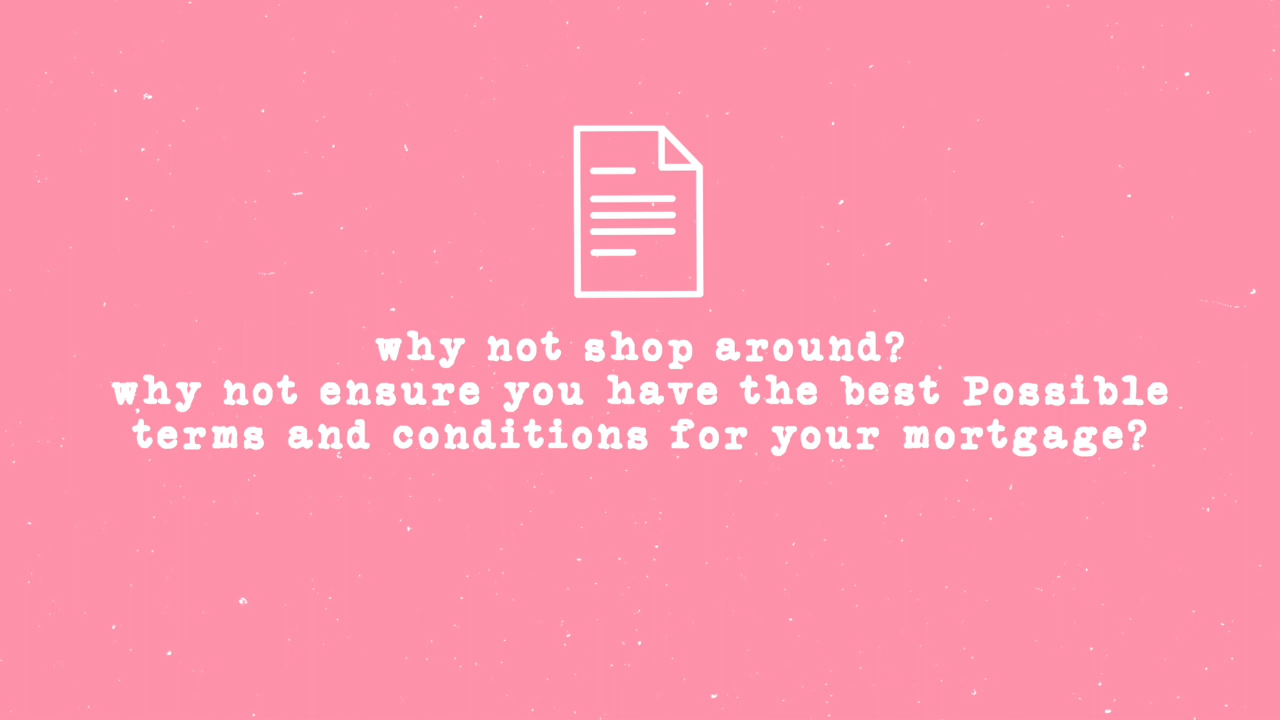 why not shop around?
why not ensure you have the best Possible
terms and conditions for your mortgage?